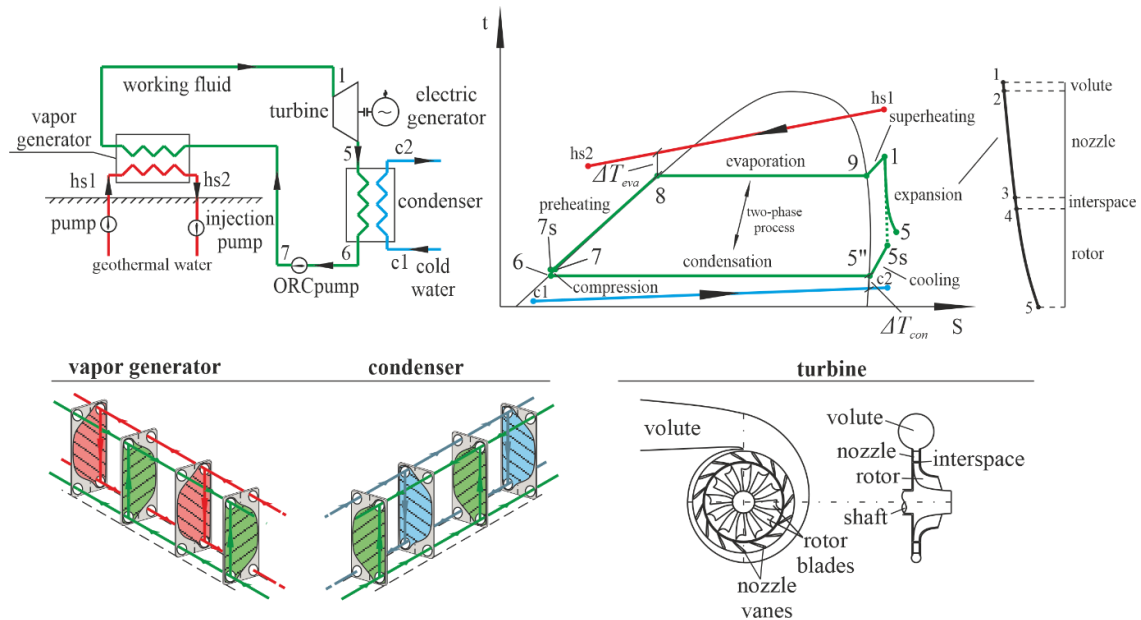 working fluid
1
turbine
electric
generator
vapor
generator
hs1
hs2
5
c2
condenser
pump
injection
pump
geothermal water
7
ORCpump
6
c1
cold
water
t
hs1
superheating
hs2
evaporation
9
1
ΔTeva
8
expansion
preheating
two-phase
process
7s
5
6
7
condensation
5"
5s
compression
cooling
c1
c2
ΔTcon
S
1
2
volute
nozzle
3
4
interspace
rotor
5
vapor generator
condenser
turbine
volute
volute
nozzle
interspace
rotor
shaft
rotor
blades
nozzle
vanes